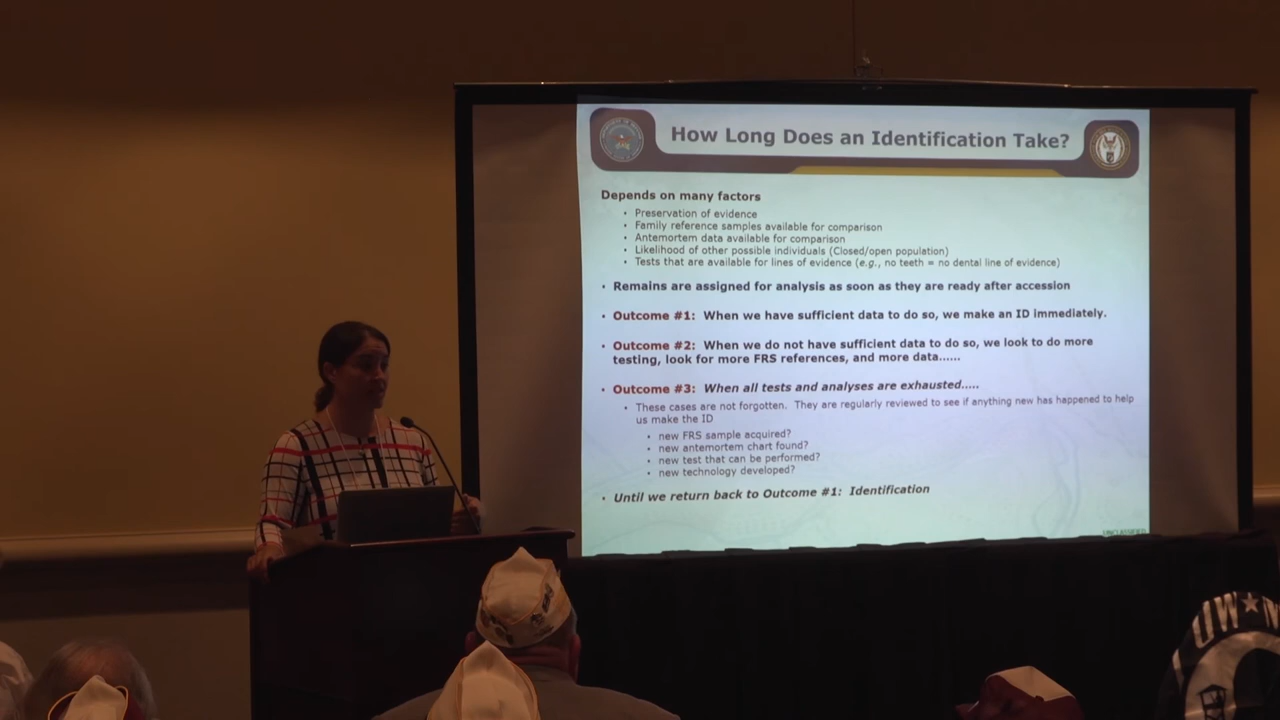 How Long Does an Identification Take?
Depends on many factors
• Preservation of evidence
• Family reference samples available for comparison
• Antemortem data available for comparison
• Likelihood of other possible individuals (Closed/open population)
• Tests that are available for lines of evidence (e.g., no teeth = no dental line of evidence)
• Remains are assigned for analysis as soon as they are ready after accession
• Outcome #1: When we have sufficient data to do so, we make an ID immediately.
• Outcome #2: When we do not have sufficient data to do so, we look to do more
testing, look for more FRS references, and more data......
• Outcome #3: When all tests and analyses are exhausted.....
• These cases are not forgotten. They are regularly reviewed to see if anything new has happened to help
us make the ID
• new FRS sample acquired?
• new antemortem chart found?
• new test that can be performed?
• new technology developed?
• Until we return back to Outcome #1: Identification
UNCLASSIFIED